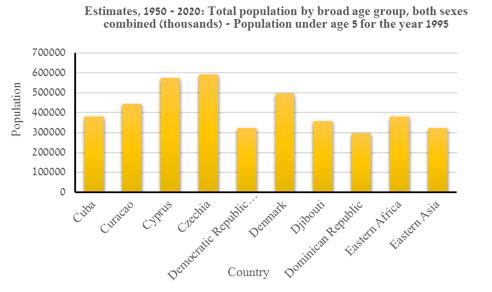 Estimates, 1950 - 2020: Total population by broad age group, both sexes
combined (thousands) - Population under age 5 for the year 1995
700000
600000
500000
400000
300000
200000
100000
0
Population
Cuba
Curacao
Cyprus
Czechia
Democratic Republic…
Denmark
Djibouti
Dominican Republic
Eastern Africa
Eastern Asia
Country